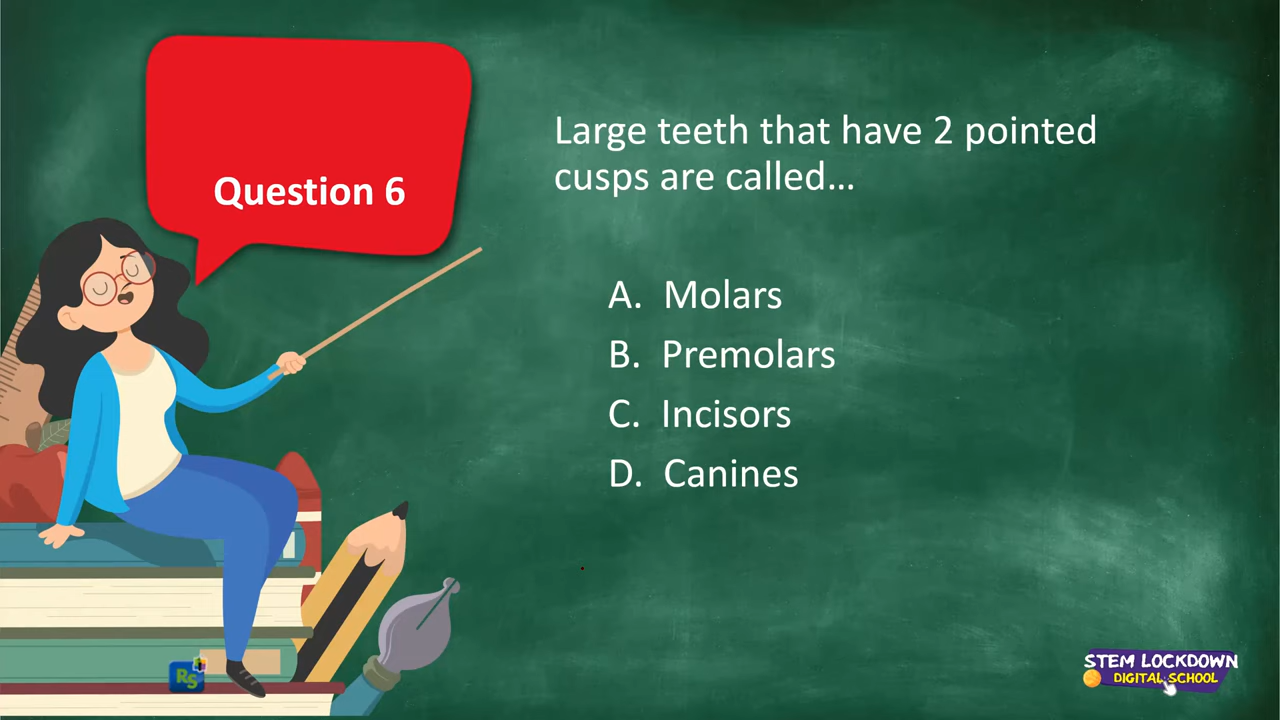 Question 6
Large teeth that have 2 pointed
cusps are called…
A. Molars
B. Premolars
C. Incisors
D. Canines
RS
STEM LOCKDOWN
DIGITAL SCHOOL